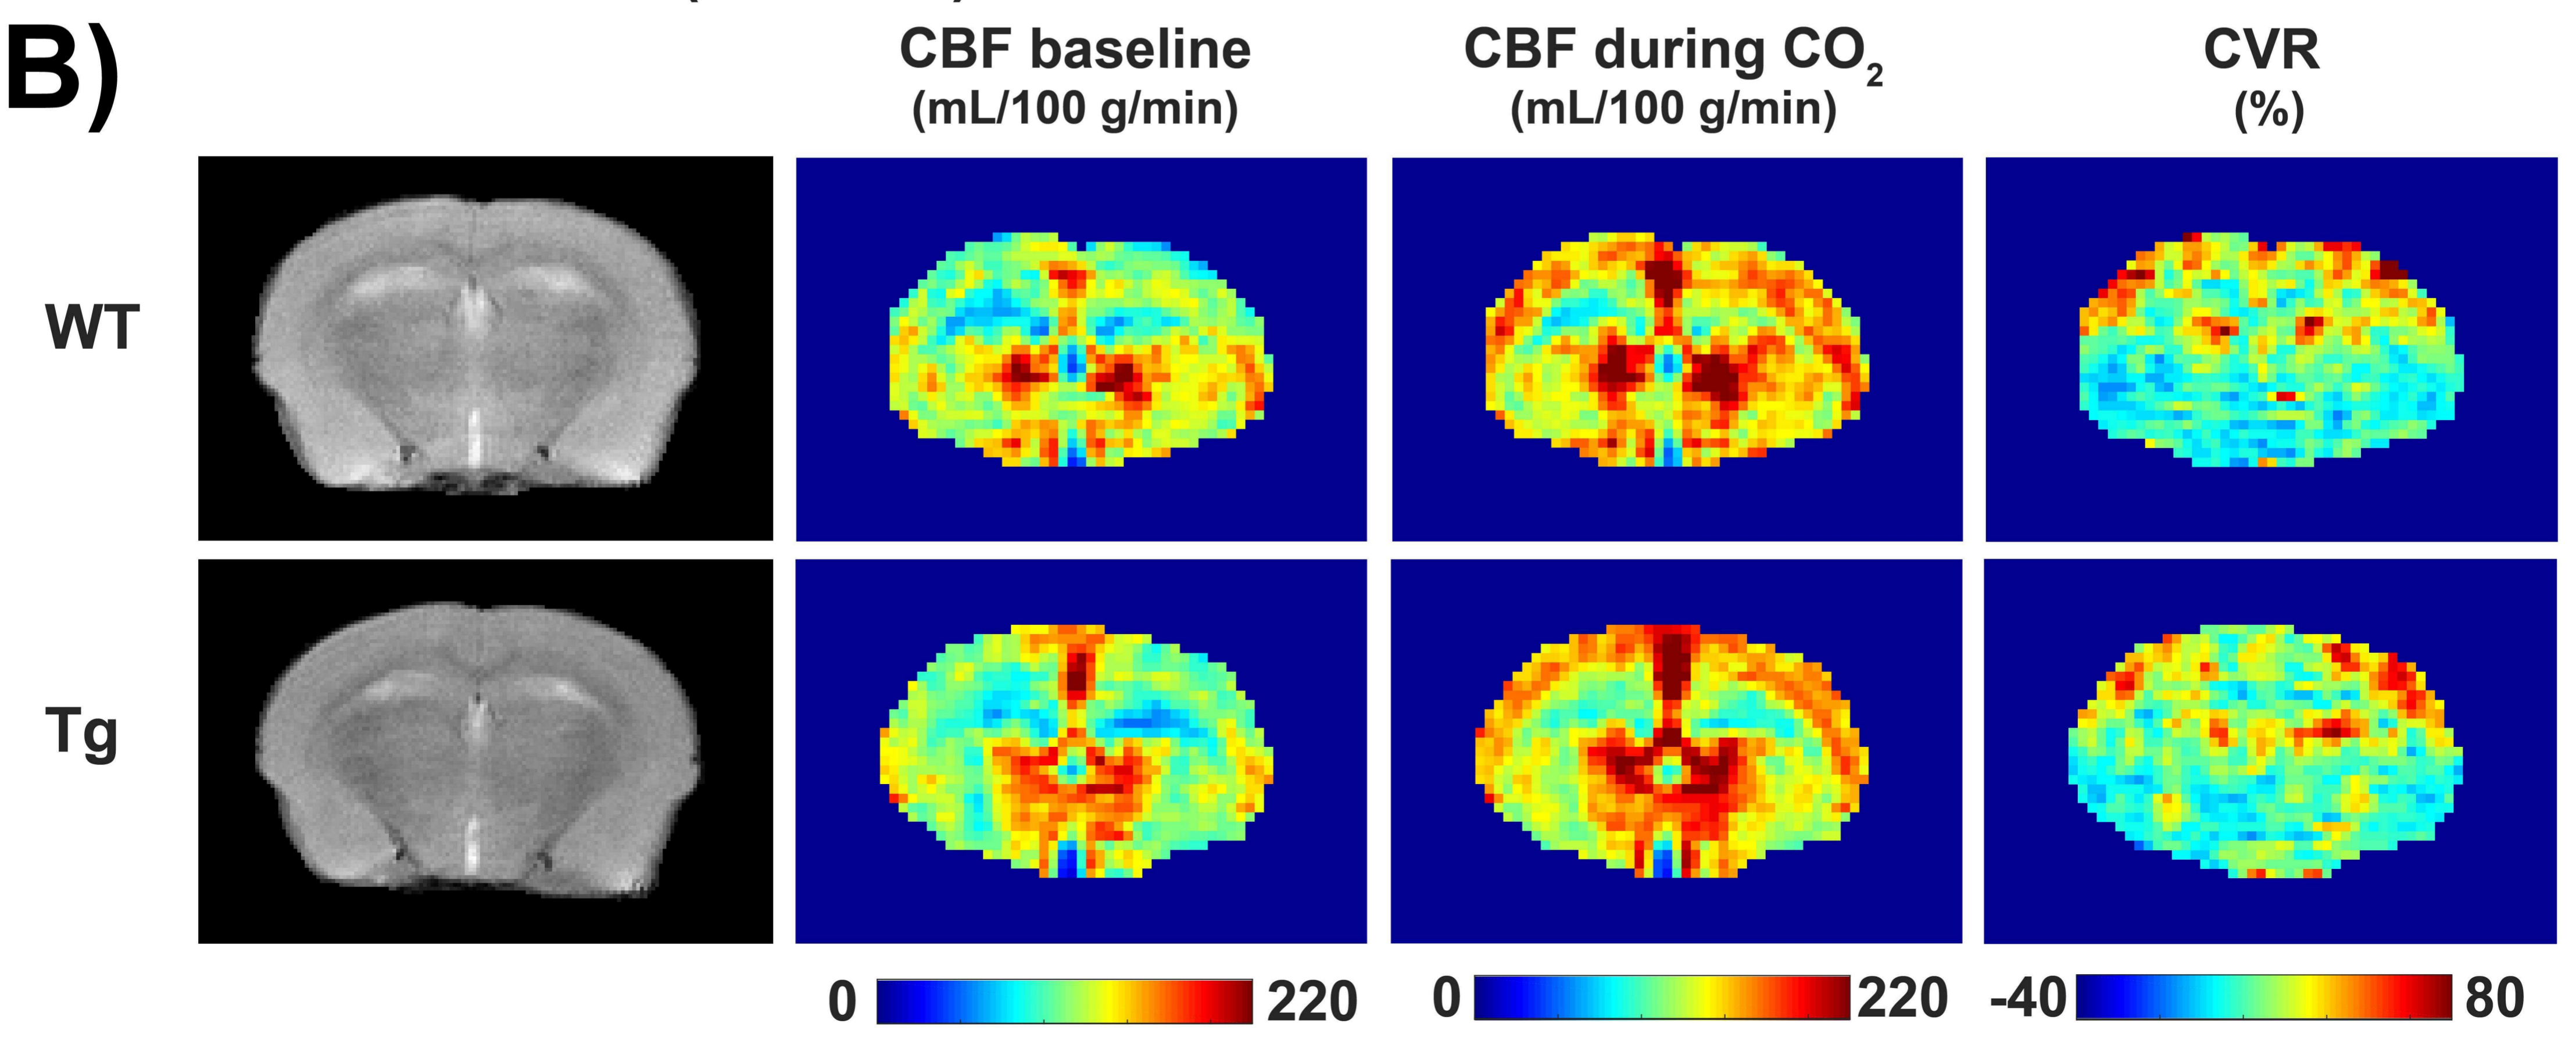 B)
CBF baseline
(mL/100 g/min)
CBF during CO₂
(mL/100 g/min)
CVR
(%)
WT
Tg
0 220
0 220
-40 80